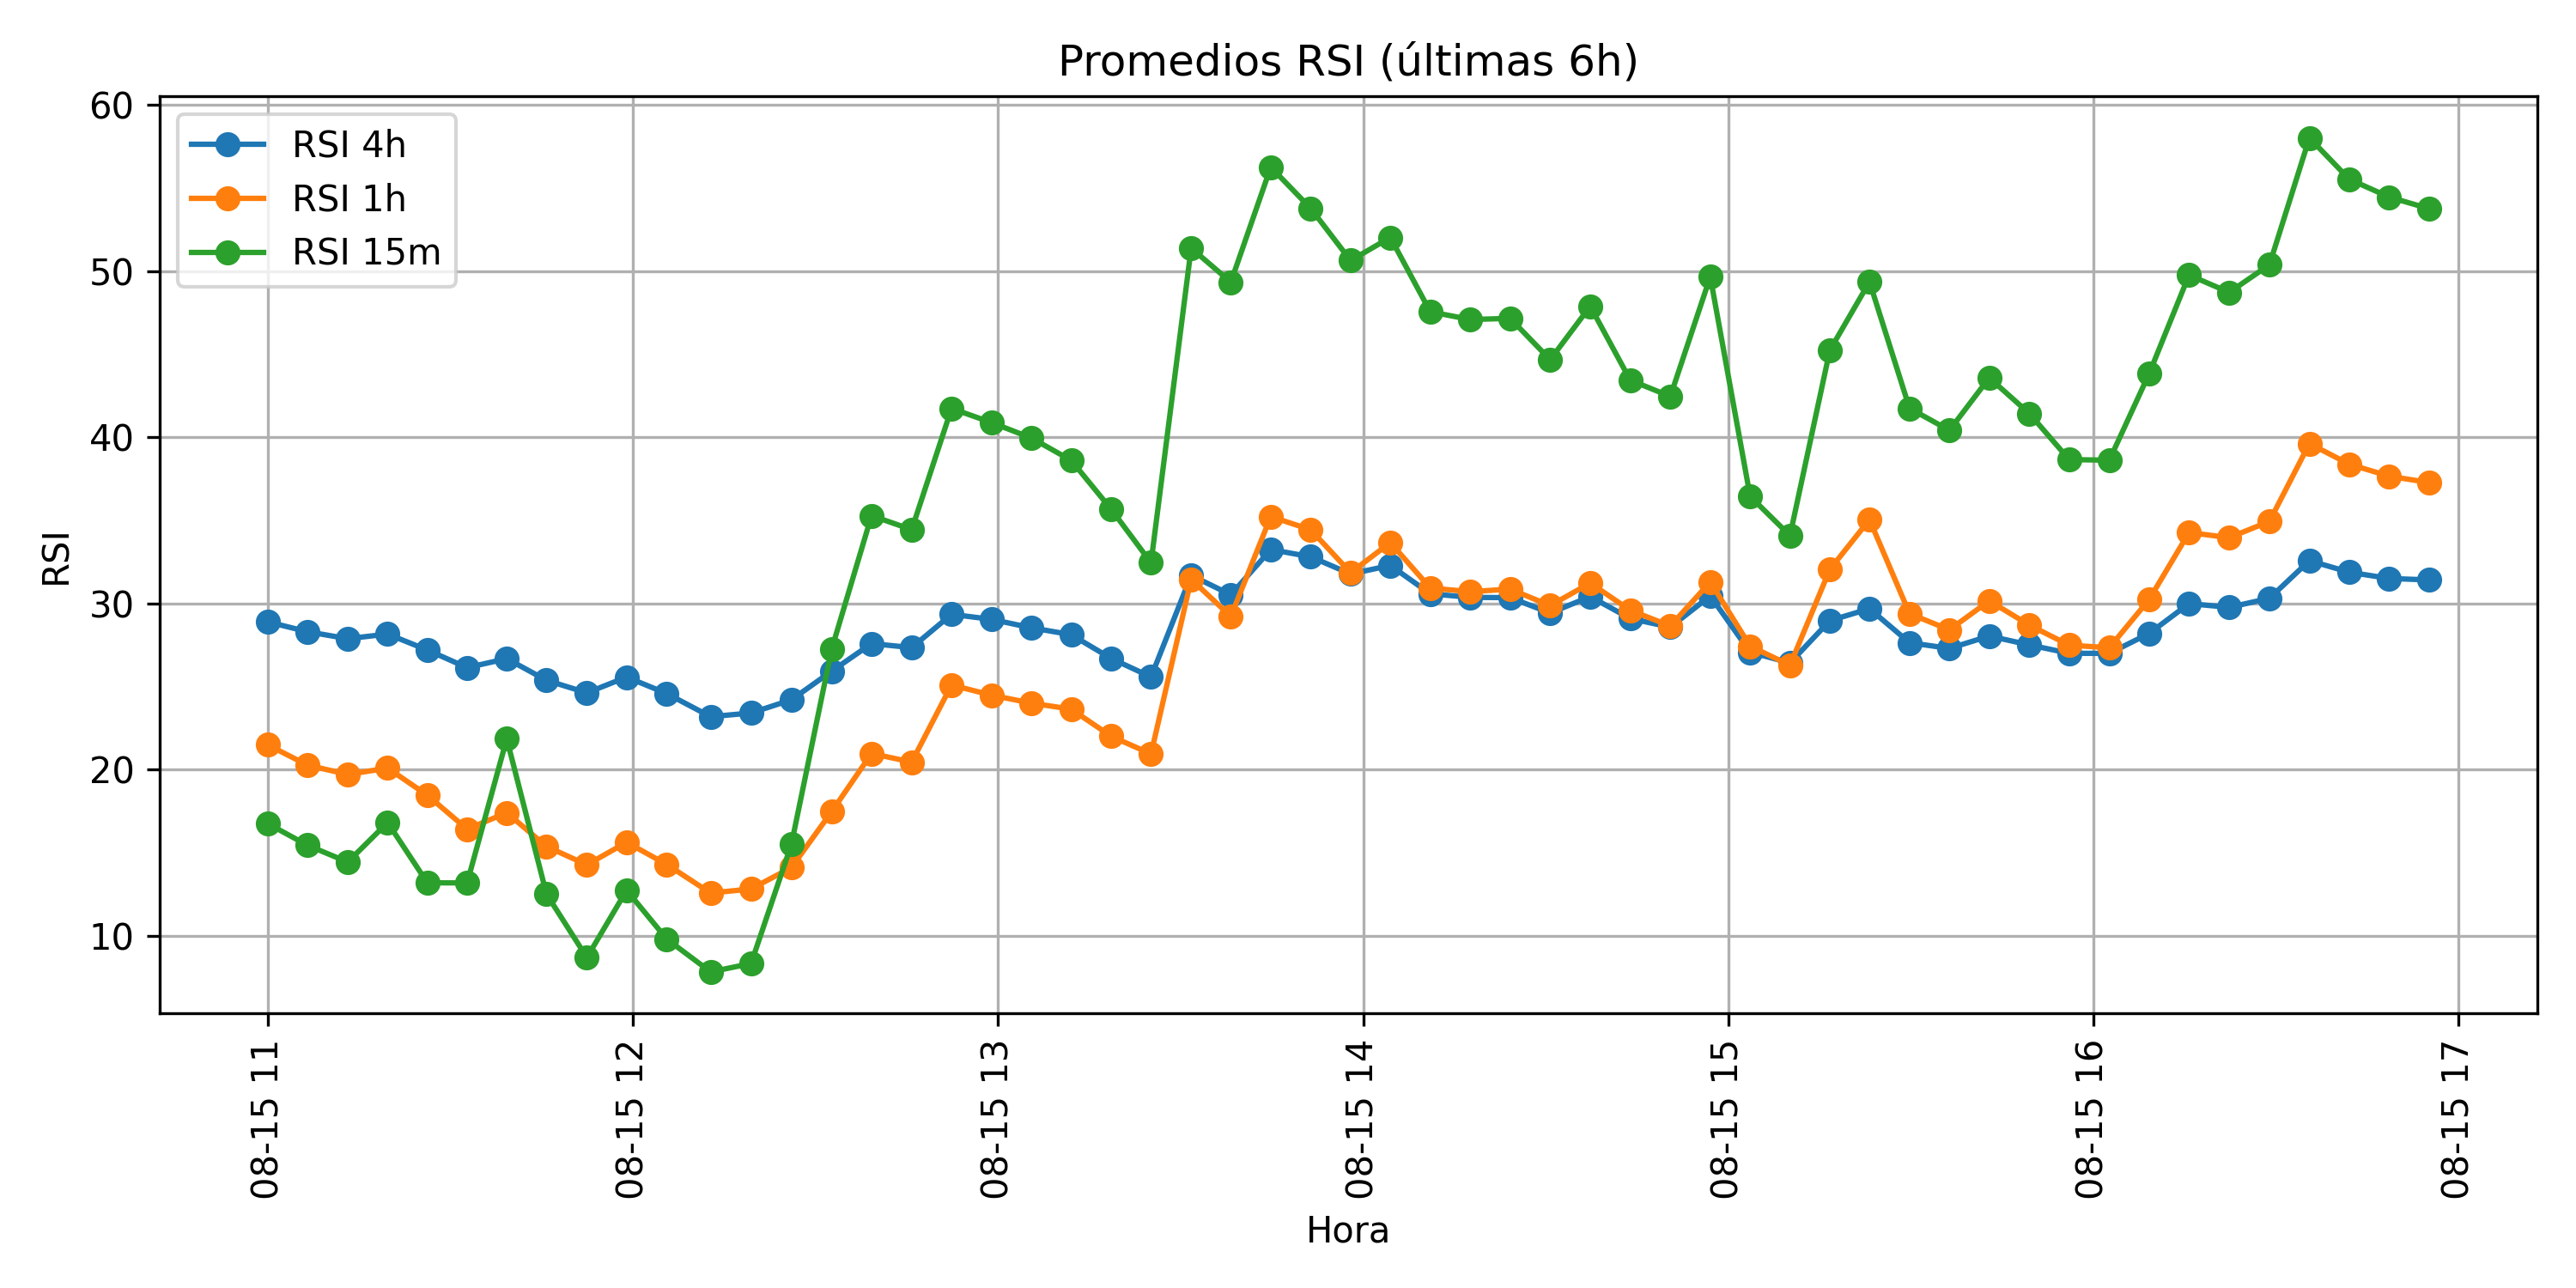 Promedios RSI (últimas 6h)
RSI 4h
RSI 1h
RSI 15m
60
50
40
30
20
10
RSI
08-15 11
08-15 12
08-15 13
08-15 14
08-15 15
08-15 16
08-15 17
Hora